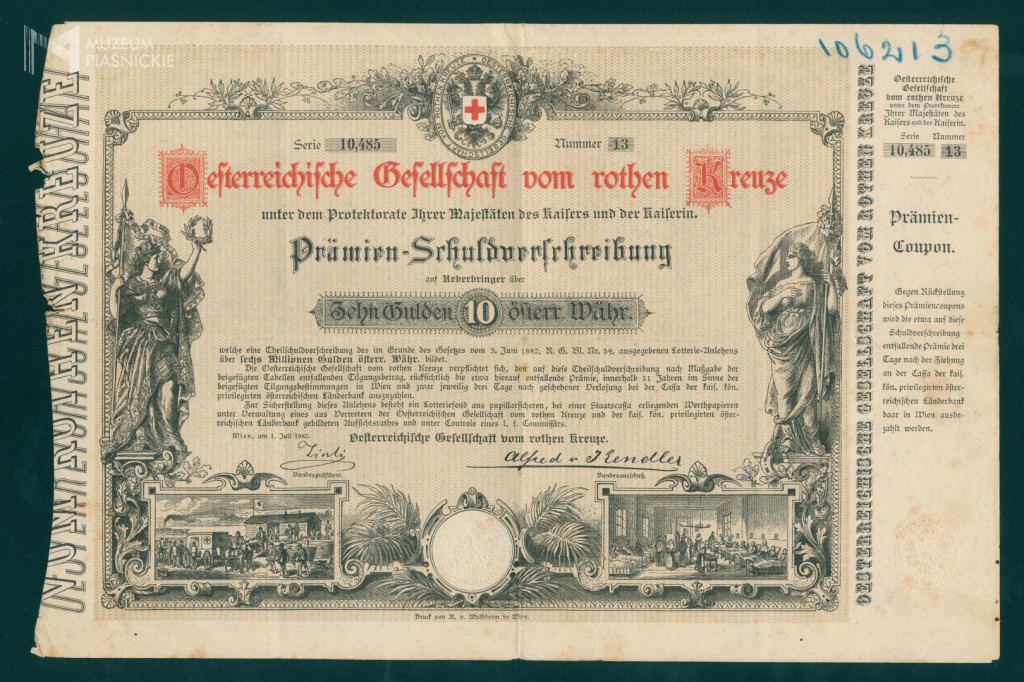 MUZEUM
PIAŚNICKIE
106213
Serie 10,485 Nummer 13
Oesterreichische Gesellschaft vom rothen Kreuze
unter dem Protektorate Ihrer Majestäten des Kaisers und der Kaiserin.
Prämien-Schuldverschreibung
auf Ueberbringer über
Zehn Gulden 10 österr. Währ.
welche eine Theilschuldverschreibung des im Grunde des Gesetzes vom 3. Juni 1882, R. G. Bl. Nr. 59, ausgegebenen Lotterie-Anlehens
über sechs Millionen Gulden österr. Währ. bildet.
Die Oesterreichische Gesellschaft vom rothen Kreuze verpflichtet sich, den auf diese Theilschuldverschreibung nach Maßgabe der
beigefügten Tabellen entfallenden Tilgungsbetrag, rücksichtlich die etwa hierauf entfallende Prämie, innerhalb 51 Jahren im Sinne der
beigefügten Tilgungsbestimmungen in Wien und zwar jeweilig drei Tage nach geschehener Verlosung bei der Cassa der kais. kön.
privilegirten österreichischen Länderbank auszuzahlen.
Zur Sicherstellung dieses Anlehens besteht ein Lotteriefond aus pupillarsicheren, bei einer Staatscassa erliegenden Werthpapieren
unter Verwaltung eines aus Vertretern der Oesterreichischen Gesellschaft vom rothen Kreuze und der kais. kön. privilegirten öster-
reichischen Länderbank gebildeten Aufsichtsrathes und unter Controle eines l. f. Commissärs.
Wien, am 1. Juli 1882.
Oesterreichische Gesellschaft vom rothen Kreuze.
Alfred v
Bundespräsident. Bundesausschuß.
Druck von R. v. Waldheim in Wien.
OESTERREICHISCHE GESELLSCHAFT VOM ROTHEN KREUZE
Oesterreichische
Gesellschaft
vom rothen Kreuze
unter dem Protektorate
Ihrer Majestäten des
Kaisers und der Kaiserin.
Serie Nummer
10,485 13
Prämien-
Coupon.
Gegen Rückstellung
dieses Prämiencoupons
wird die etwa auf diese
Schuldverschreibung
entfallende Prämie drei
Tage nach der Ziehung
an der Cassa der kais.
kön. privilegirten öster-
reichischen Länderbank
baar in Wien ausbe-
zahlt werden.